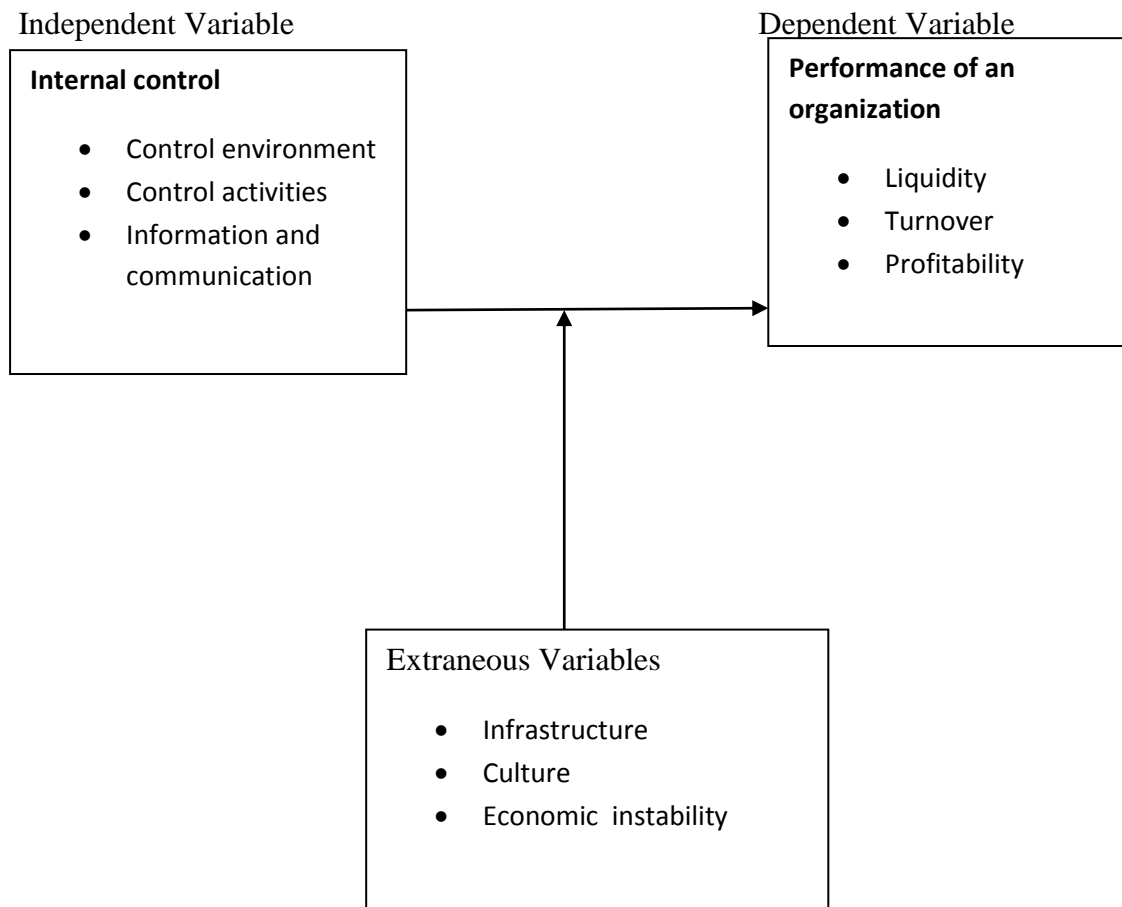 Independent Variable
Internal control
• Control environment
• Control activities
• Information and
communication
Dependent Variable
Performance of an
organization
• Liquidity
• Turnover
• Profitability
Extraneous Variables
• Infrastructure
• Culture
• Economic  instability